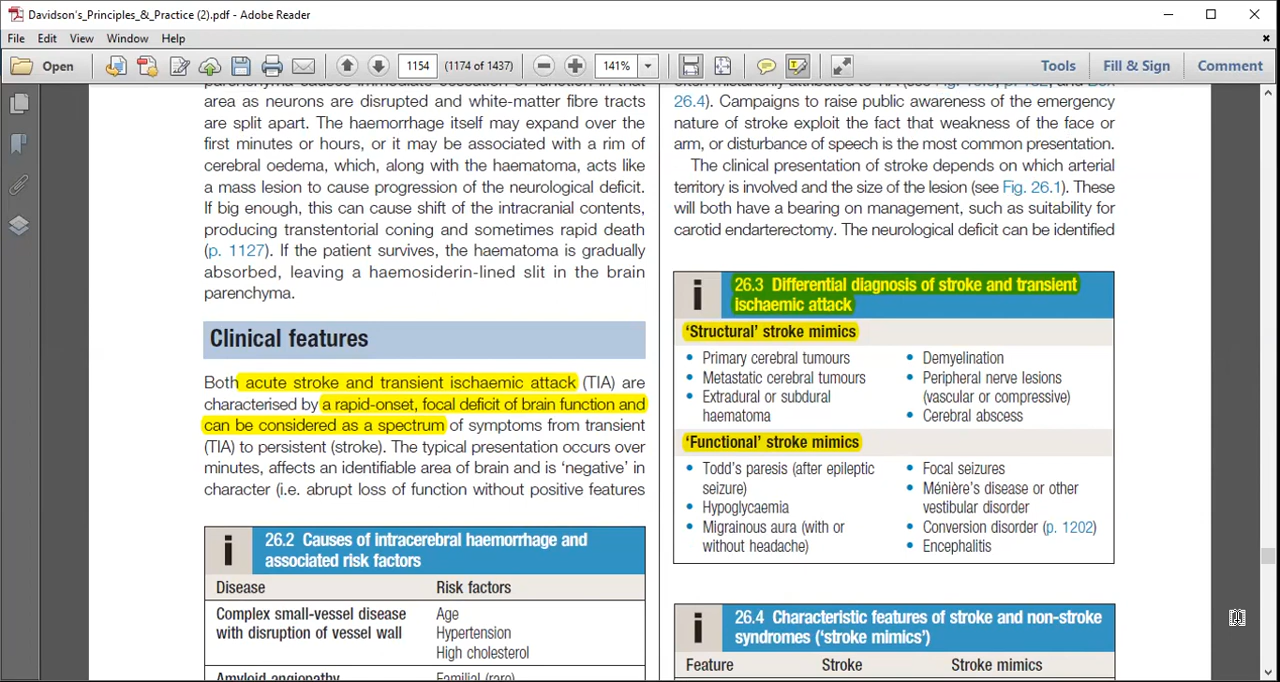 Davidson's_Principles_&_Practice (2).pdf - Adobe Reader
File Edit View Window Help
Open 1154 (1174 of 1437) 141% Tools Fill & Sign Comment
area as neurons are disrupted and white-matter fibre tracts
are split apart. The haemorrhage itself may expand over the
first minutes or hours, or it may be associated with a rim of
cerebral oedema, which, along with the haematoma, acts like
a mass lesion to cause progression of the neurological deficit.
If big enough, this can cause shift of the intracranial contents,
producing transtentorial coning and sometimes rapid death
(p. 1127). If the patient survives, the haematoma is gradually
absorbed, leaving a haemosiderin-lined slit in the brain
parenchyma.
Clinical features
Both acute stroke and transient ischaemic attack (TIA) are
characterised by a rapid-onset, focal deficit of brain function and
can be considered as a spectrum of symptoms from transient
(TIA) to persistent (stroke). The typical presentation occurs over
minutes, affects an identifiable area of brain and is ‘negative’ in
character (i.e. abrupt loss of function without positive features
i 26.2 Causes of intracerebral haemorrhage and
associated risk factors
Disease Risk factors
Complex small-vessel disease Age
with disruption of vessel wall Hypertension
High cholesterol
Amyloid angiopathy Familial (rare)
26.4). Campaigns to raise public awareness of the emergency
nature of stroke exploit the fact that weakness of the face or
arm, or disturbance of speech is the most common presentation.
The clinical presentation of stroke depends on which arterial
territory is involved and the size of the lesion (see Fig. 26.1). These
will both have a bearing on management, such as suitability for
carotid endarterectomy. The neurological deficit can be identified
i 26.3 Differential diagnosis of stroke and transient
ischaemic attack
‘Structural’ stroke mimics
• Primary cerebral tumours
• Metastatic cerebral tumours
• Extradural or subdural
haematoma
• Demyelination
• Peripheral nerve lesions
(vascular or compressive)
• Cerebral abscess
‘Functional’ stroke mimics
• Todd’s paresis (after epileptic
seizure)
• Hypoglycaemia
• Migrainous aura (with or
without headache)
• Focal seizures
• Ménière’s disease or other
vestibular disorder
• Conversion disorder (p. 1202)
• Encephalitis
i 26.4 Characteristic features of stroke and non-stroke
syndromes (‘stroke mimics’)
Feature Stroke Stroke mimics